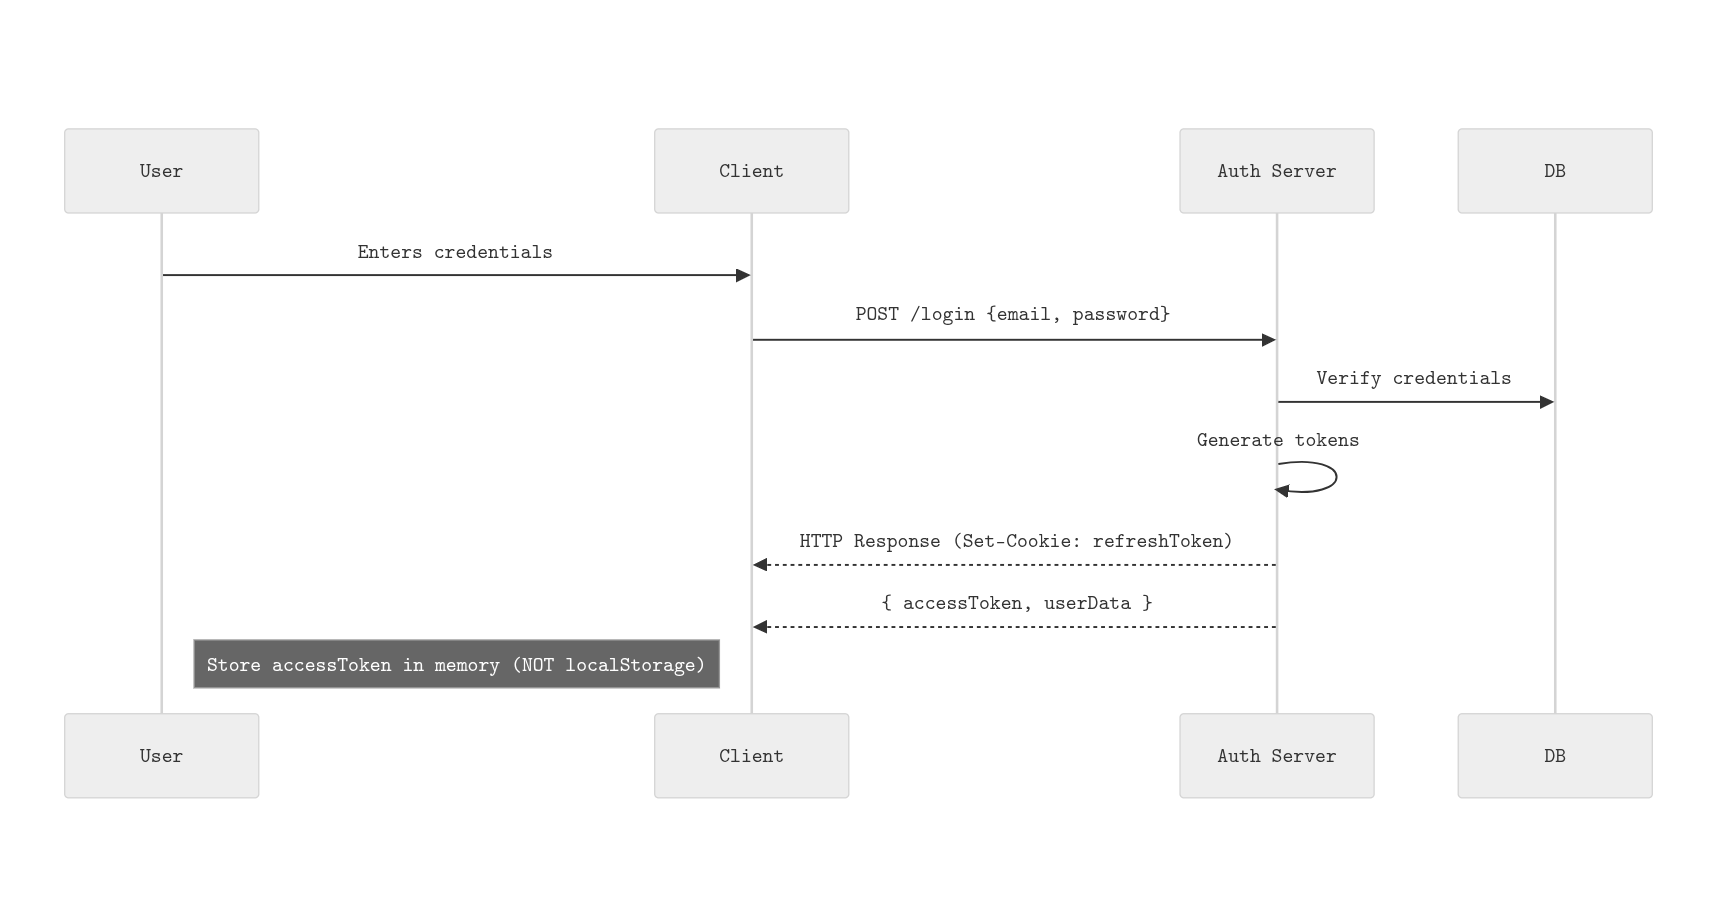 User
Client
Auth Server
DB
Enters credentials
POST /login {email, password}
Verify credentials
Generate tokens
HTTP Response (Set-Cookie: refreshToken)
{ accessToken, userData }
Store accessToken in memory (NOT localStorage)
User
Client
Auth Server
DB